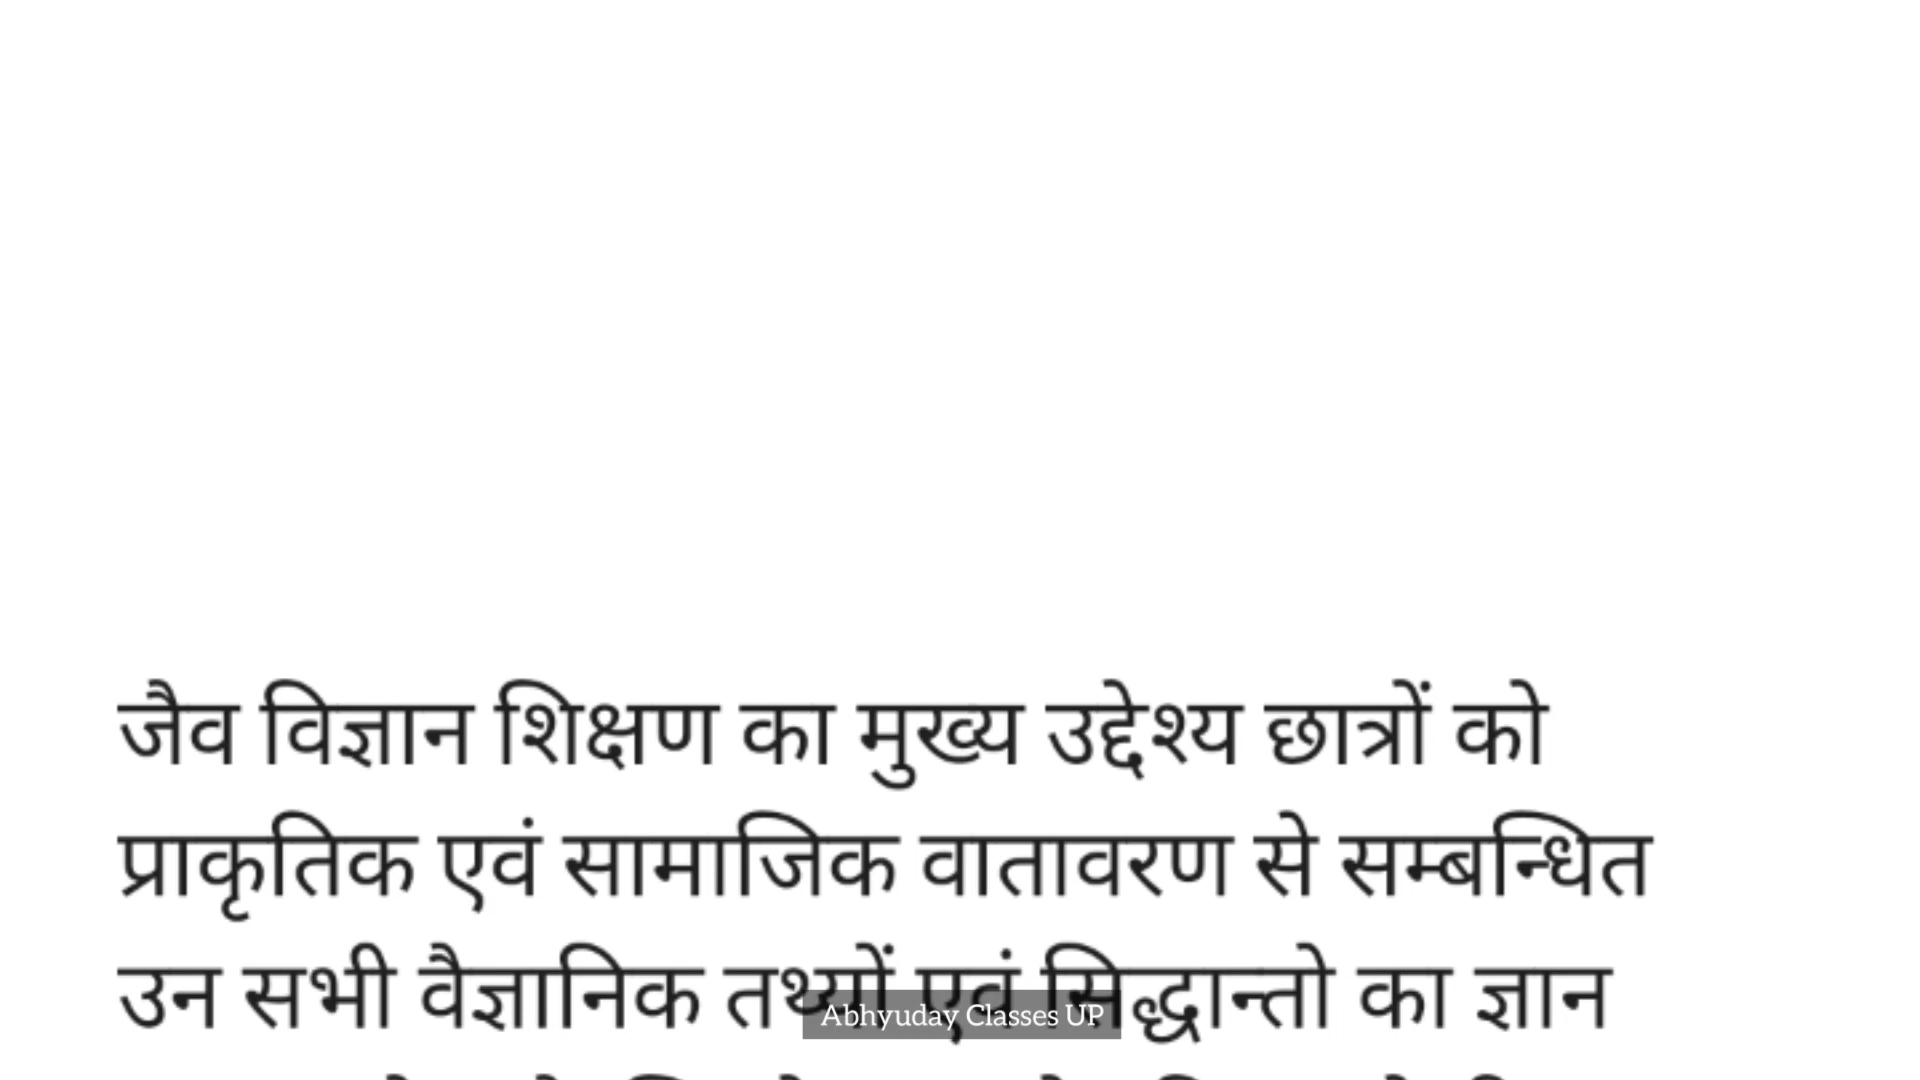 जैव विज्ञान शिक्षण का मुख्य उद्देश्य छात्रों को
प्राकृतिक एवं सामाजिक वातावरण से सम्बन्धित
उन सभी वैज्ञानिक तथ्यों एवं सिद्धान्तो का ज्ञान
Abhyuday Classes UP